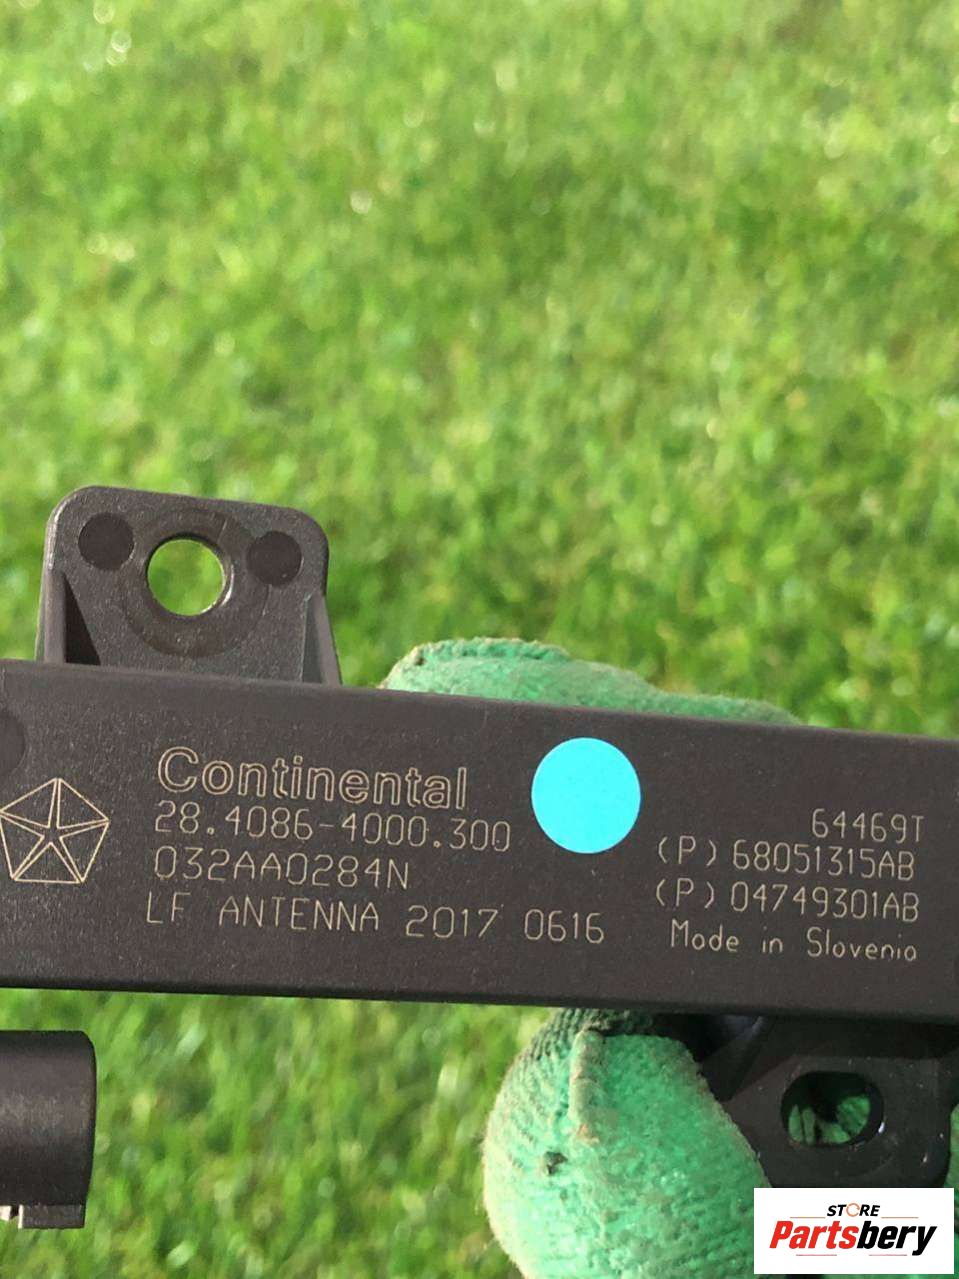 Continental
28.4086-4000.300
032AA0284N
LF ANTENNA 2017 0616
64469T
(P)68051315AB
(P)04749301AB
Made in Slovenia
STORE
Partsbery